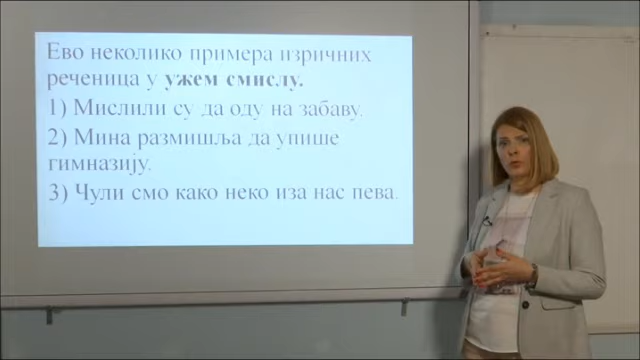 Ево неколико примера изричних
реченица у ужем смислу.
1) Мислили су да оду на забаву.
2) Мина размишља да упише
гимназију.
3) Чули смо како неко иза нас пева.